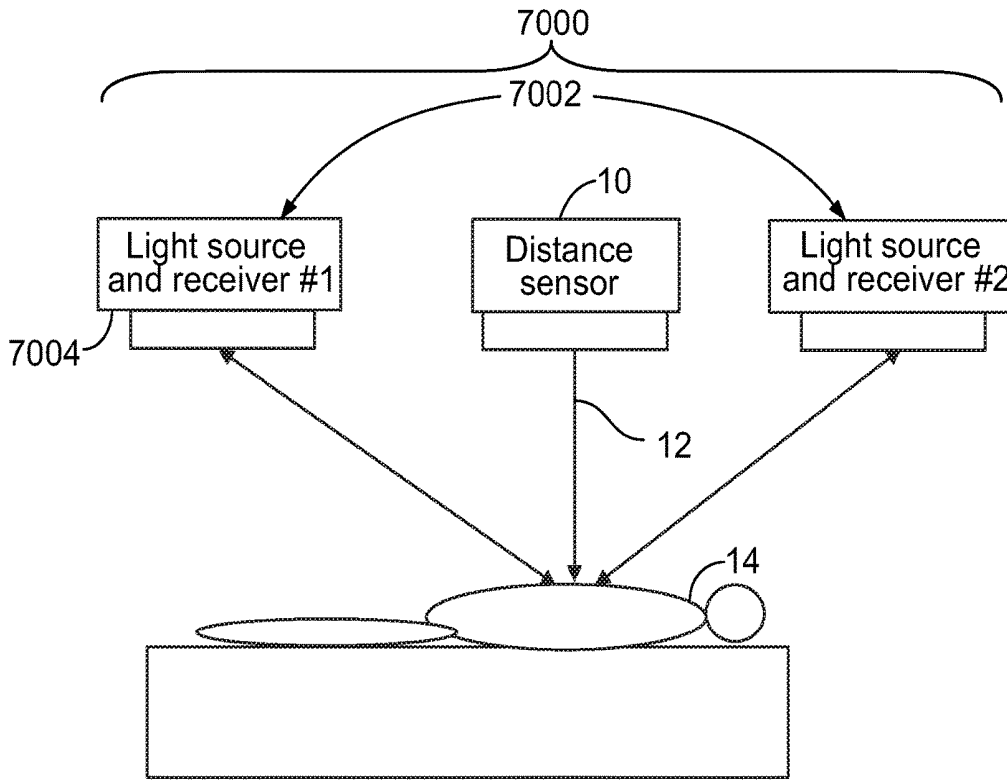 7000
7002
10
Light source
and receiver #1
Distance
sensor
Light source
and receiver #2
7004
12
14